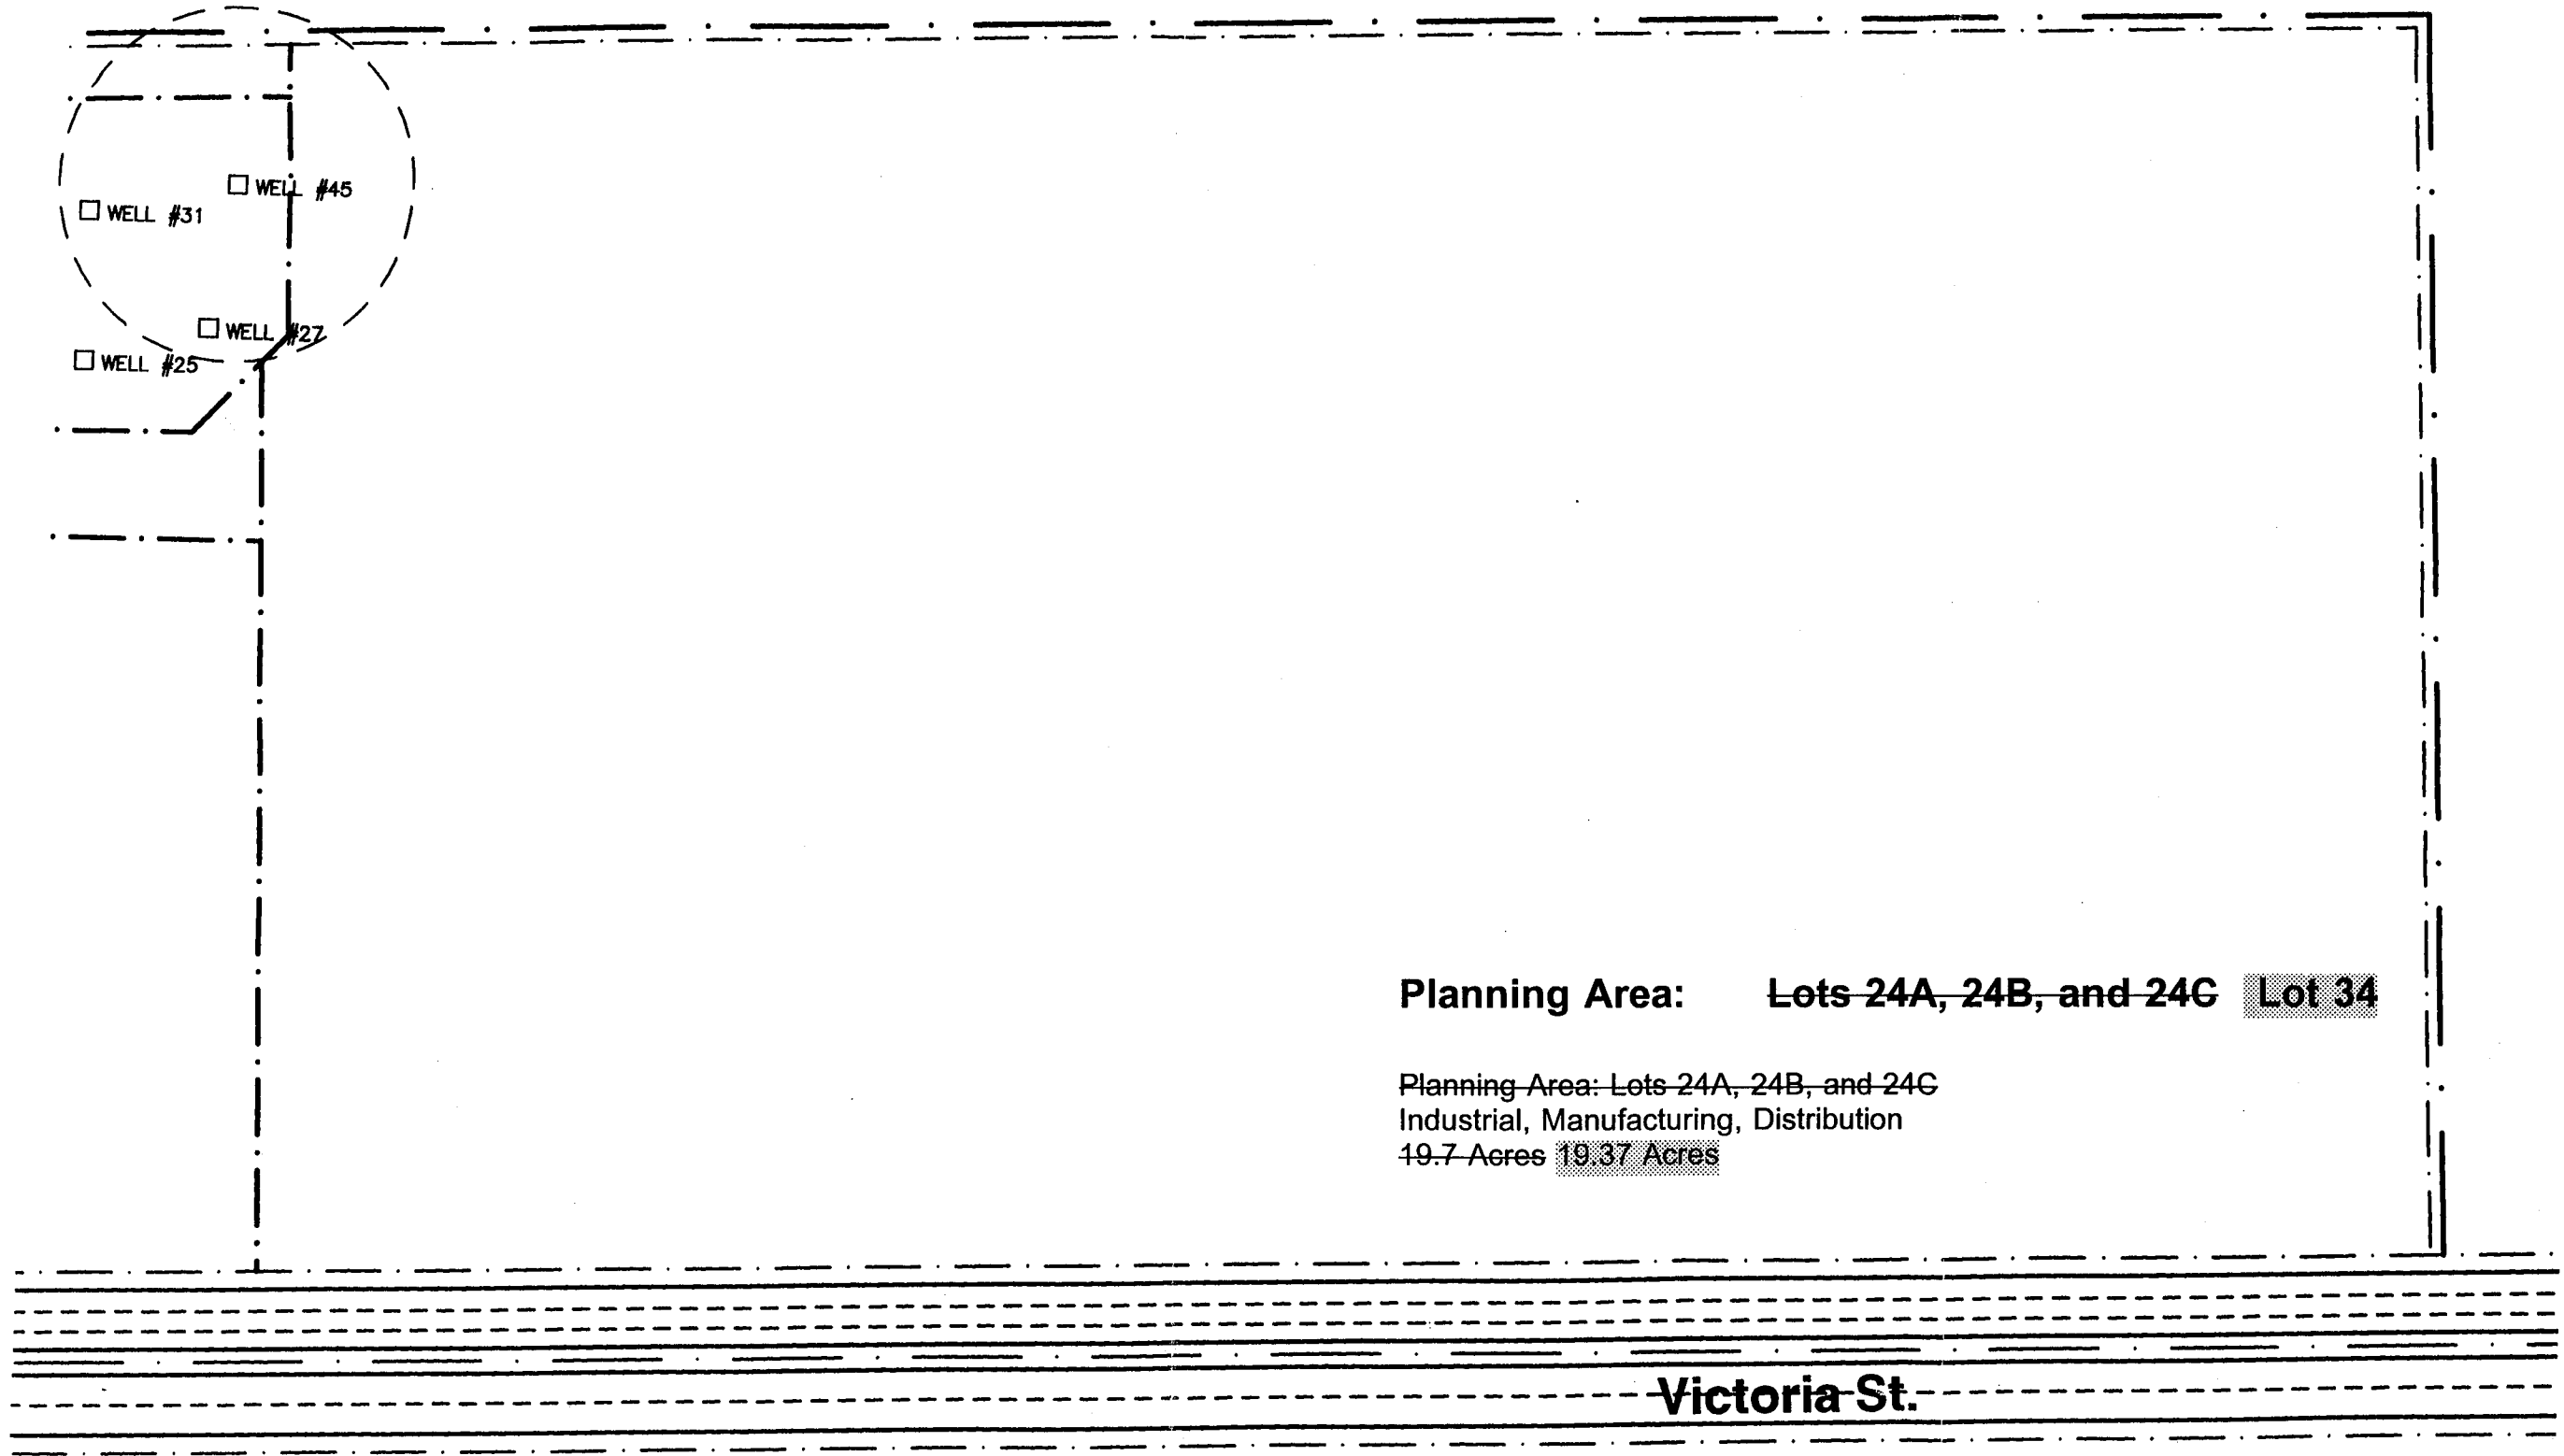 WELL #45
WELL #31
WELL #27
WELL #25
Planning Area: Lots 24A, 24B, and 24C Lot 34
Planning Area: Lots 24A, 24B, and 24C
Industrial, Manufacturing, Distribution
19.7 Acres 19.37 Acres
Victoria St.